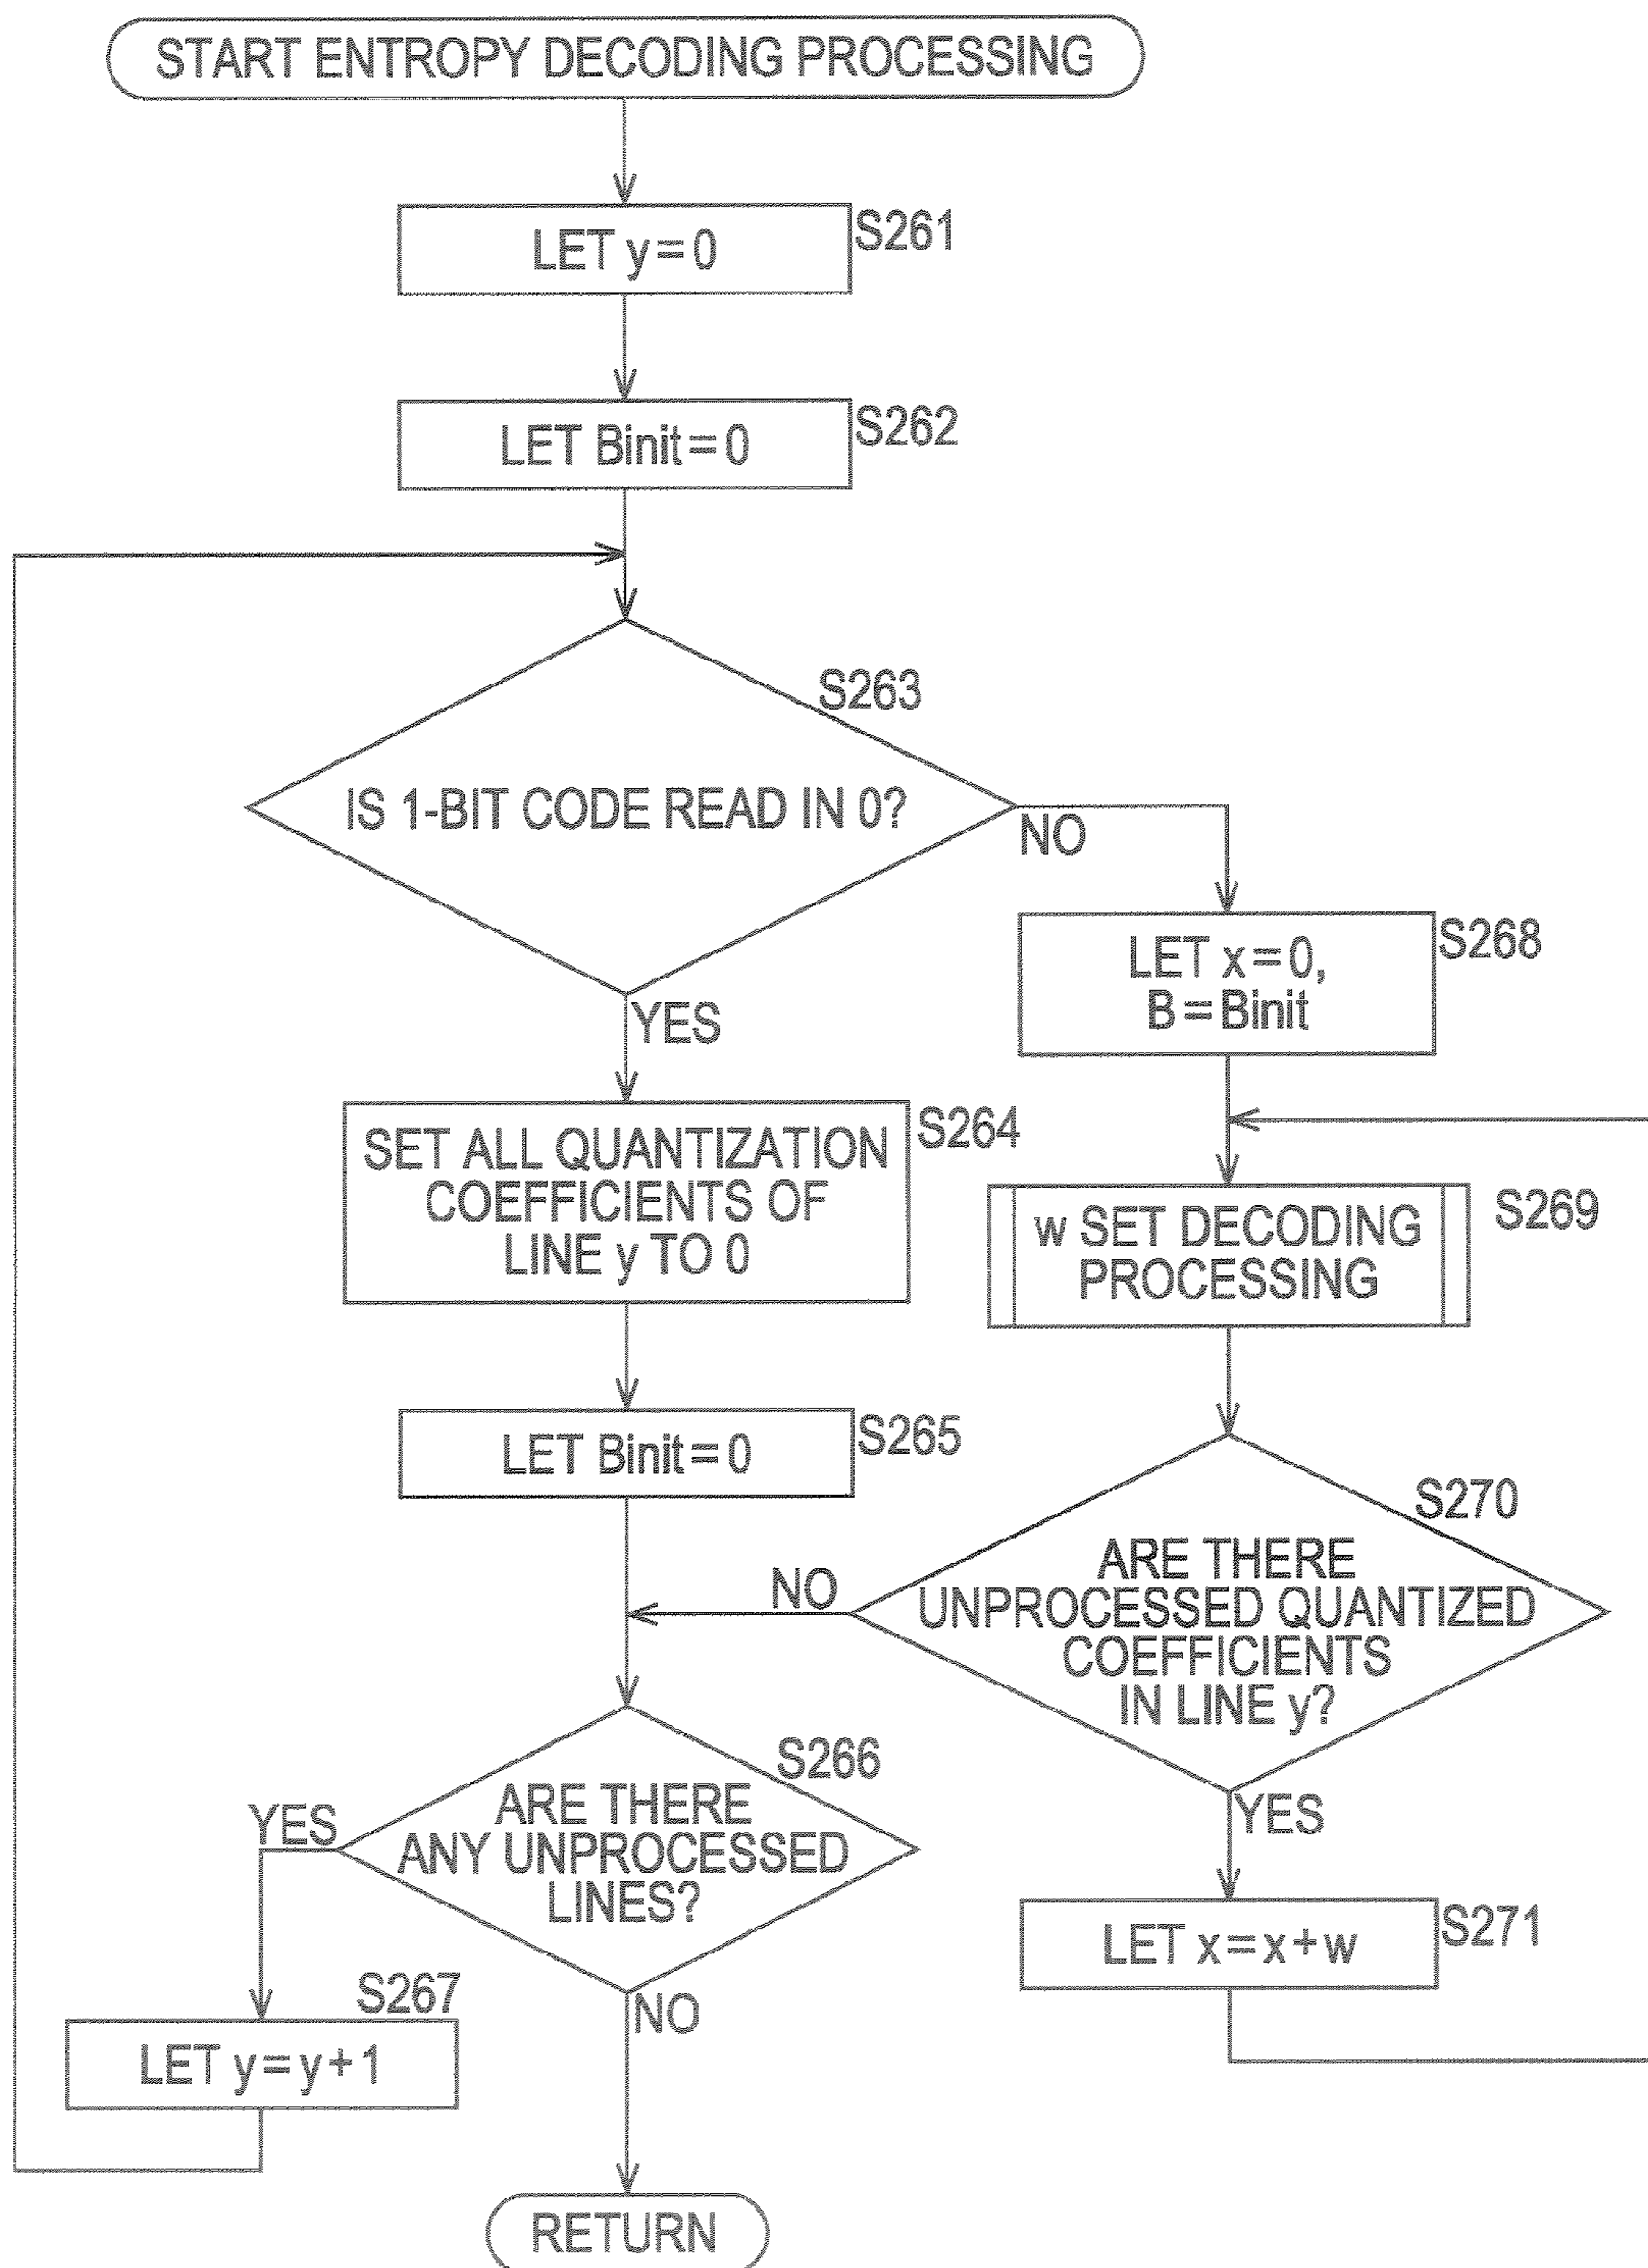 START ENTROPY DECODING PROCESSING
LET y=0
S261
LET Binit=0
S262
S263
IS 1-BIT CODE READ IN 0?
NO
YES
LET x=0,
B=Binit
S268
SET ALL QUANTIZATION
COEFFICIENTS OF
LINE y TO 0
S264
w SET DECODING
PROCESSING
S269
LET Binit=0
S265
S270
ARE THERE
UNPROCESSED QUANTIZED
COEFFICIENTS
IN LINE y?
NO
YES
S266
ARE THERE
ANY UNPROCESSED
LINES?
YES
NO
LET x=x+w
S271
S267
LET y=y+1
RETURN